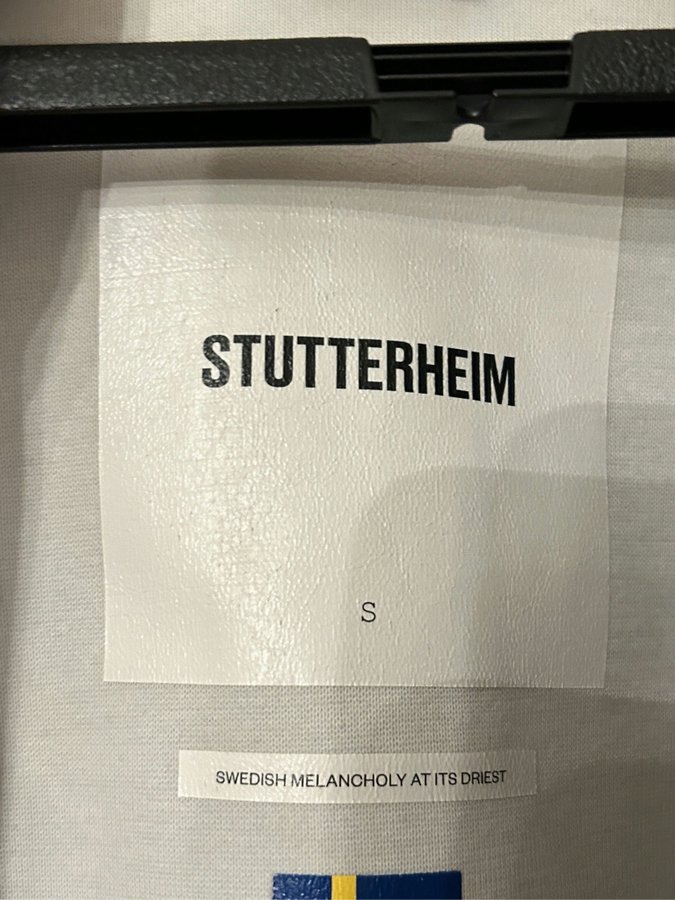 STUTTERHEIM
S
SWEDISH MELANCHOLY AT ITS DRIEST